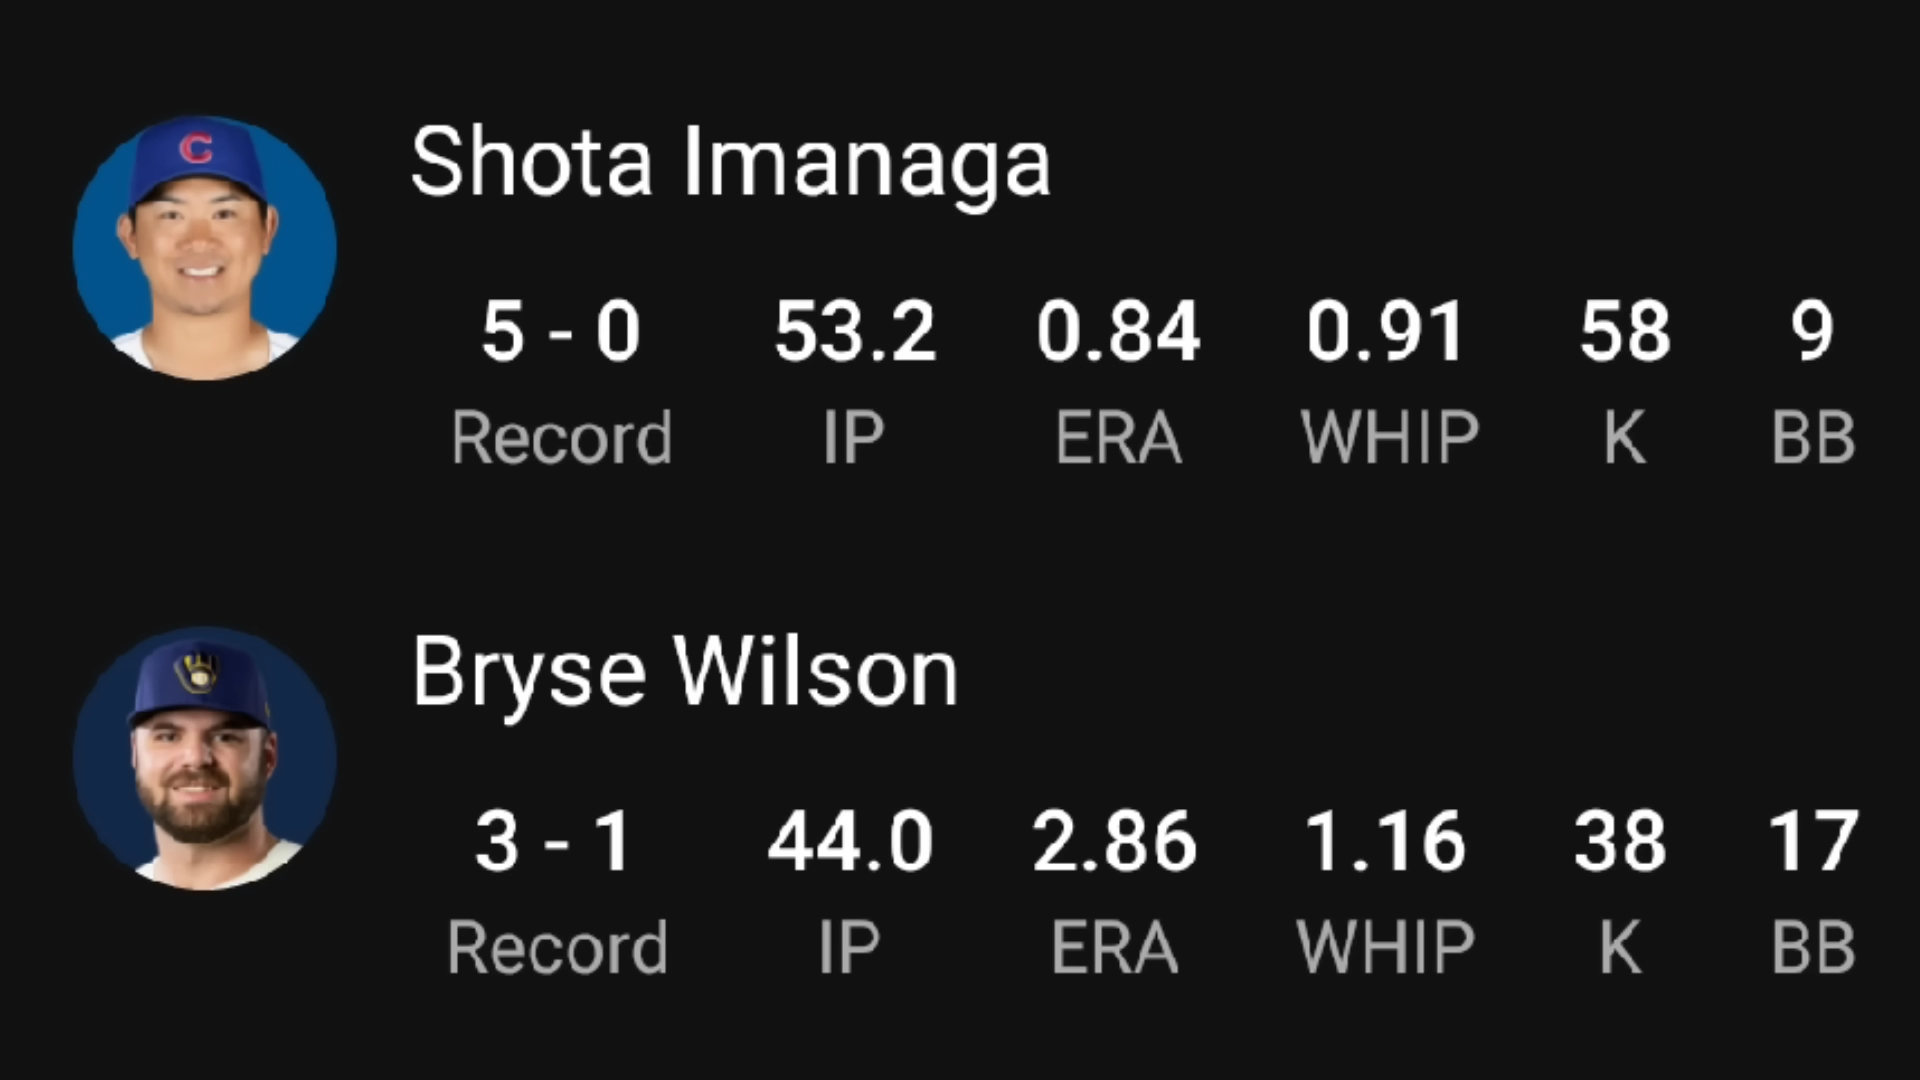 C
Shota Imanaga
5 - 0 53.2 0.84 0.91 58 9
Record IP ERA WHIP K BB
Bryse Wilson
3 - 1 44.0 2.86 1.16 38 17
Record IP ERA WHIP K BB